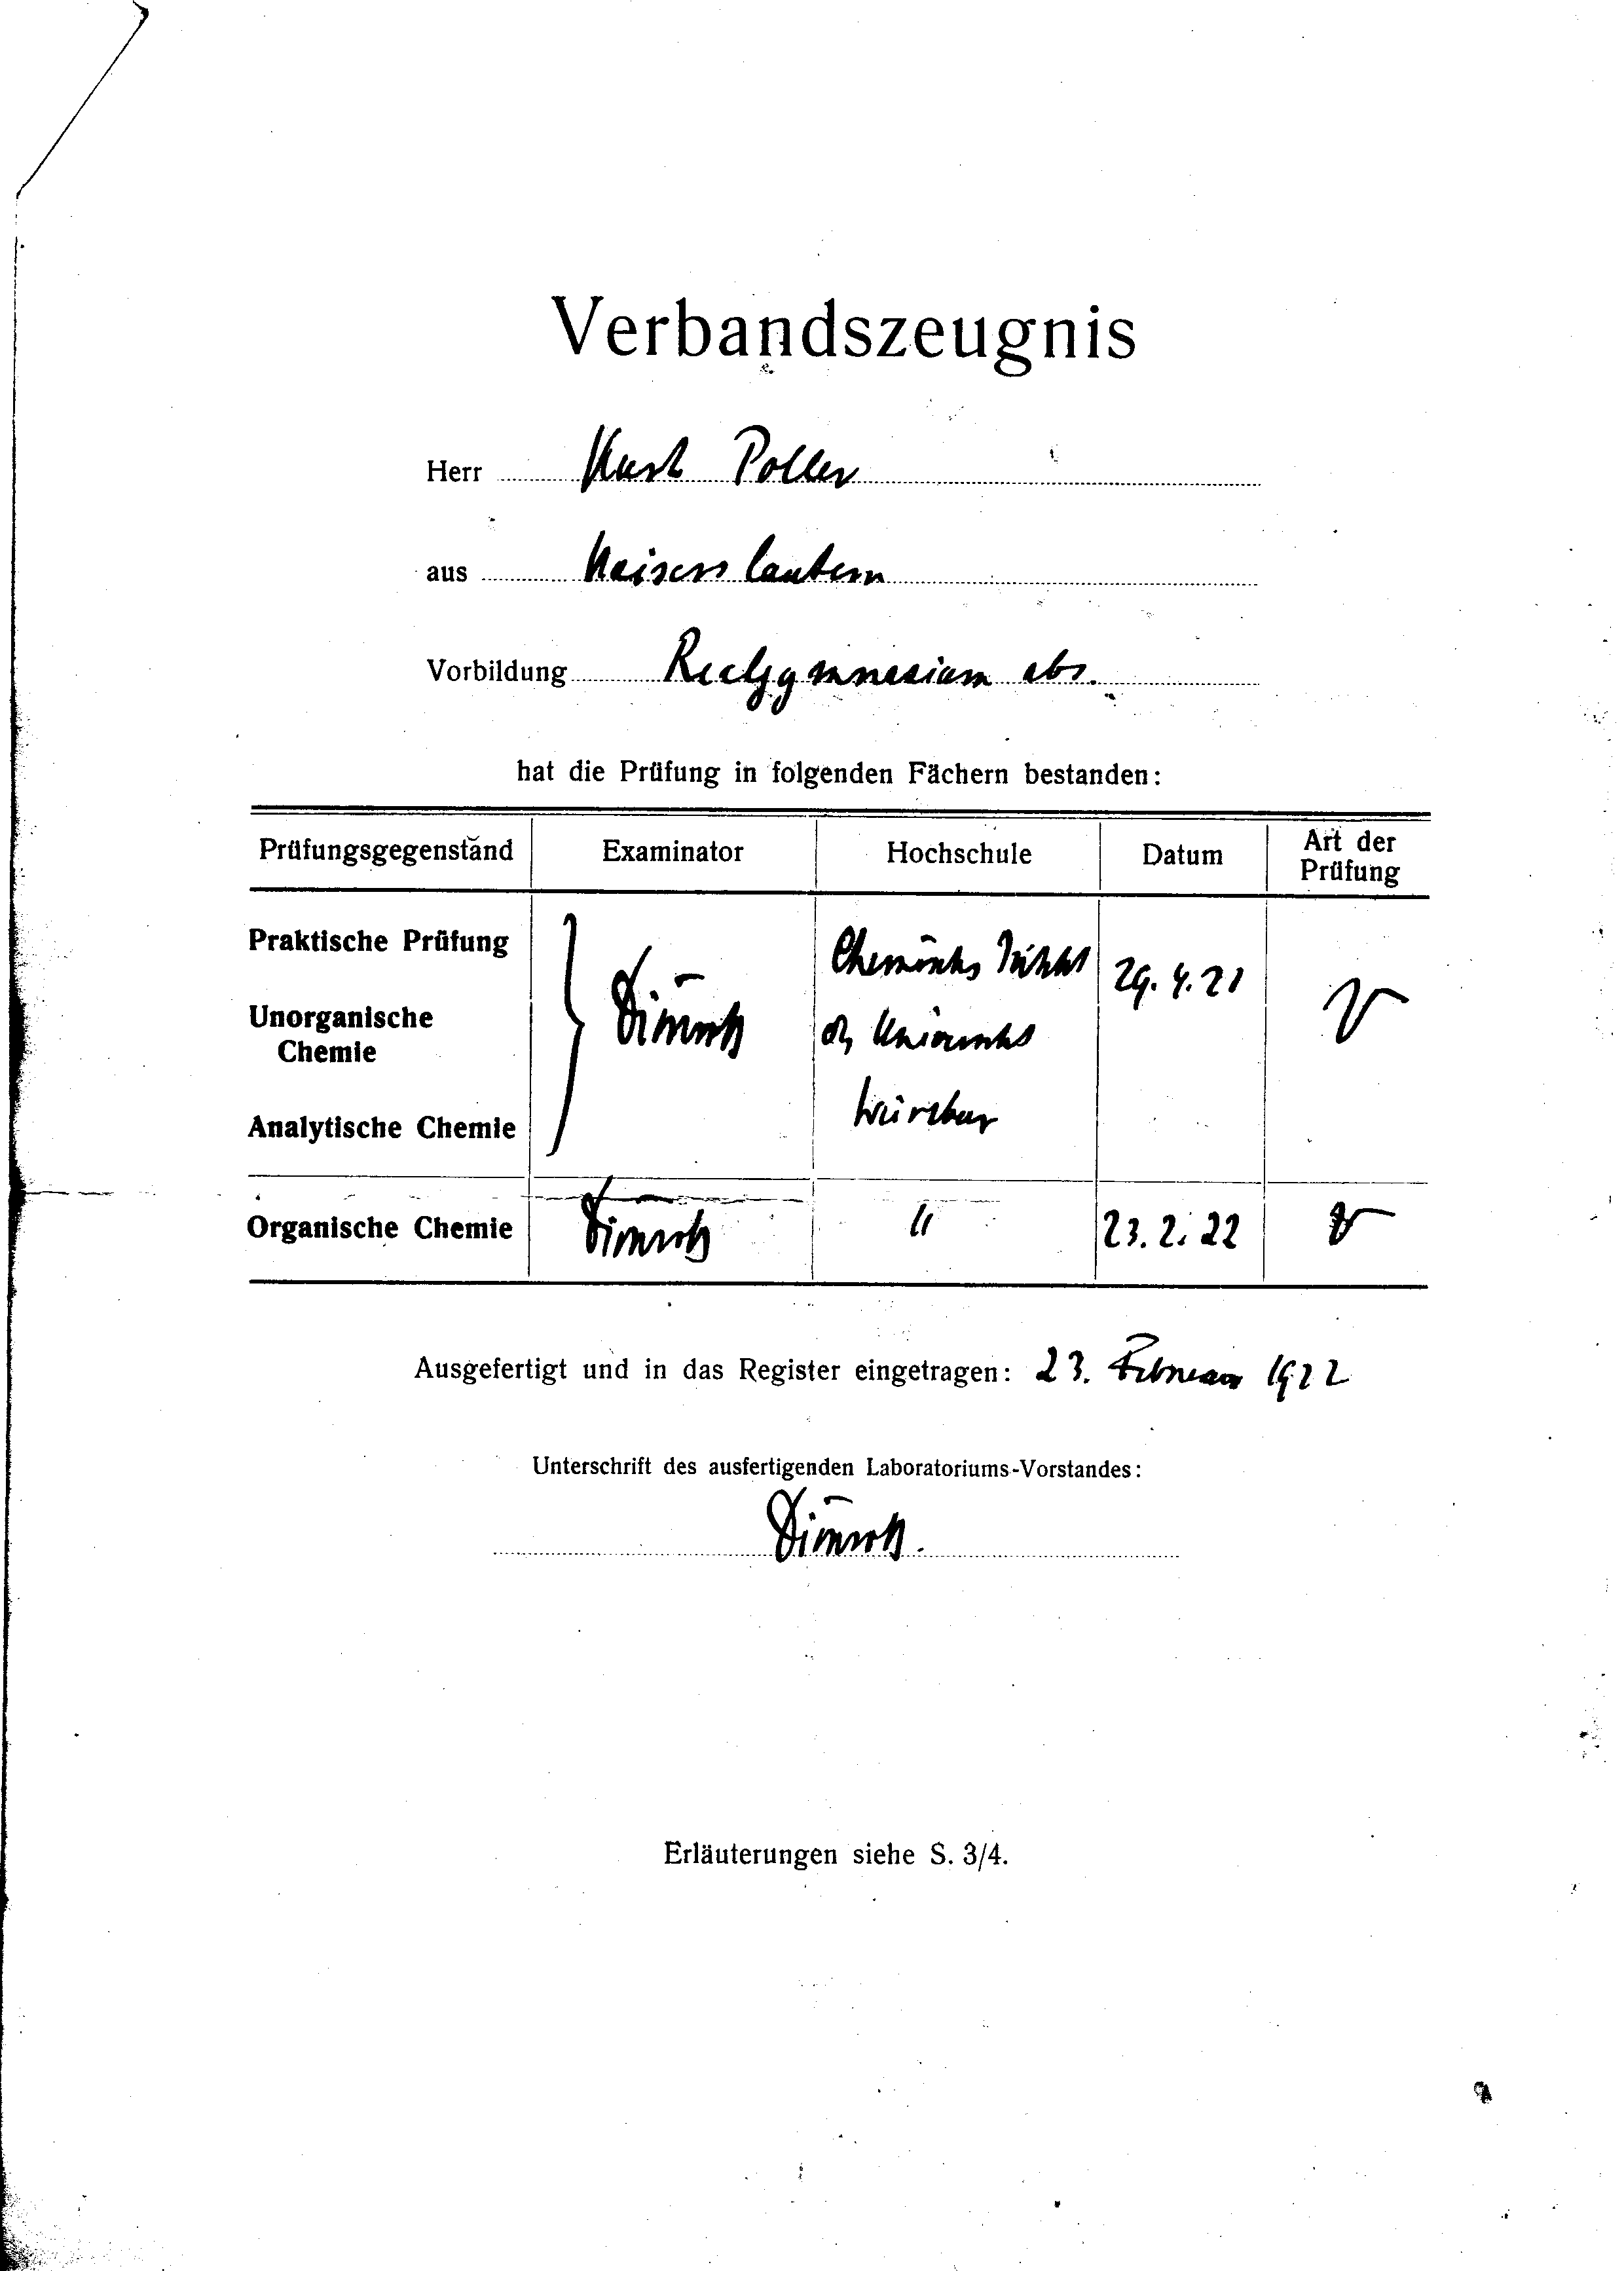 Verbandszeugnis
Herr Kurt Poller
aus Kaiserslautern
Vorbildung Realgymnasium abs.
hat die Prüfung in folgenden Fächern bestanden:
Prüfungsgegenstand Examinator Hochschule Datum Art der Prüfung
Praktische Prüfung
Chemisches Institut 29. 4. 21
Unorganische
Chemie
Dimroth V
der Universität
Würzburg
Analytische Chemie
Organische Chemie Dimroth " 23. 2. 22 V
Ausgefertigt und in das Register eingetragen: 23. Februar 1922
Unterschrift des ausfertigenden Laboratoriums-Vorstandes:
Dimroth.
Erläuterungen siehe S. 3/4.